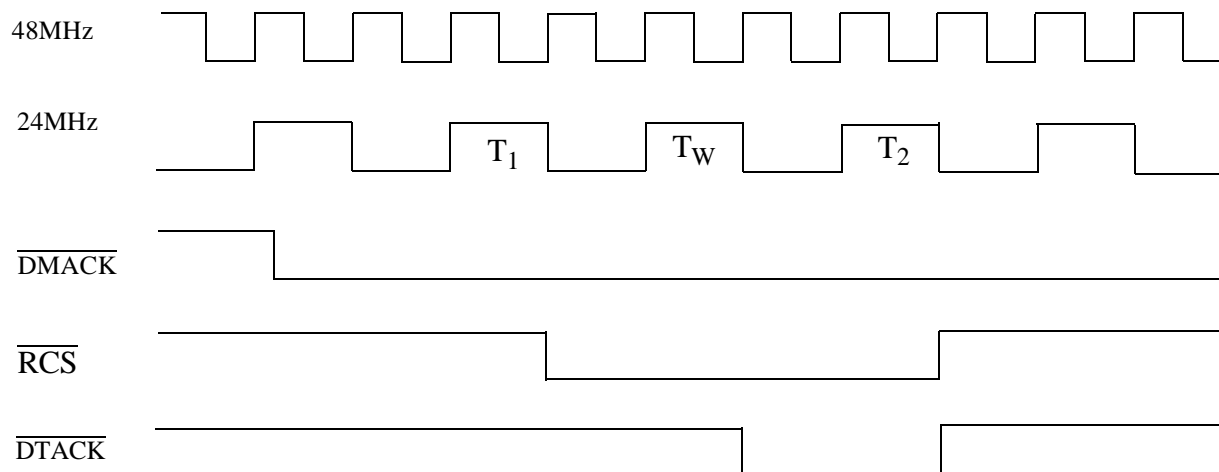 48MHz
24MHz
T1 TW T2
DMACK
RCS
DTACK